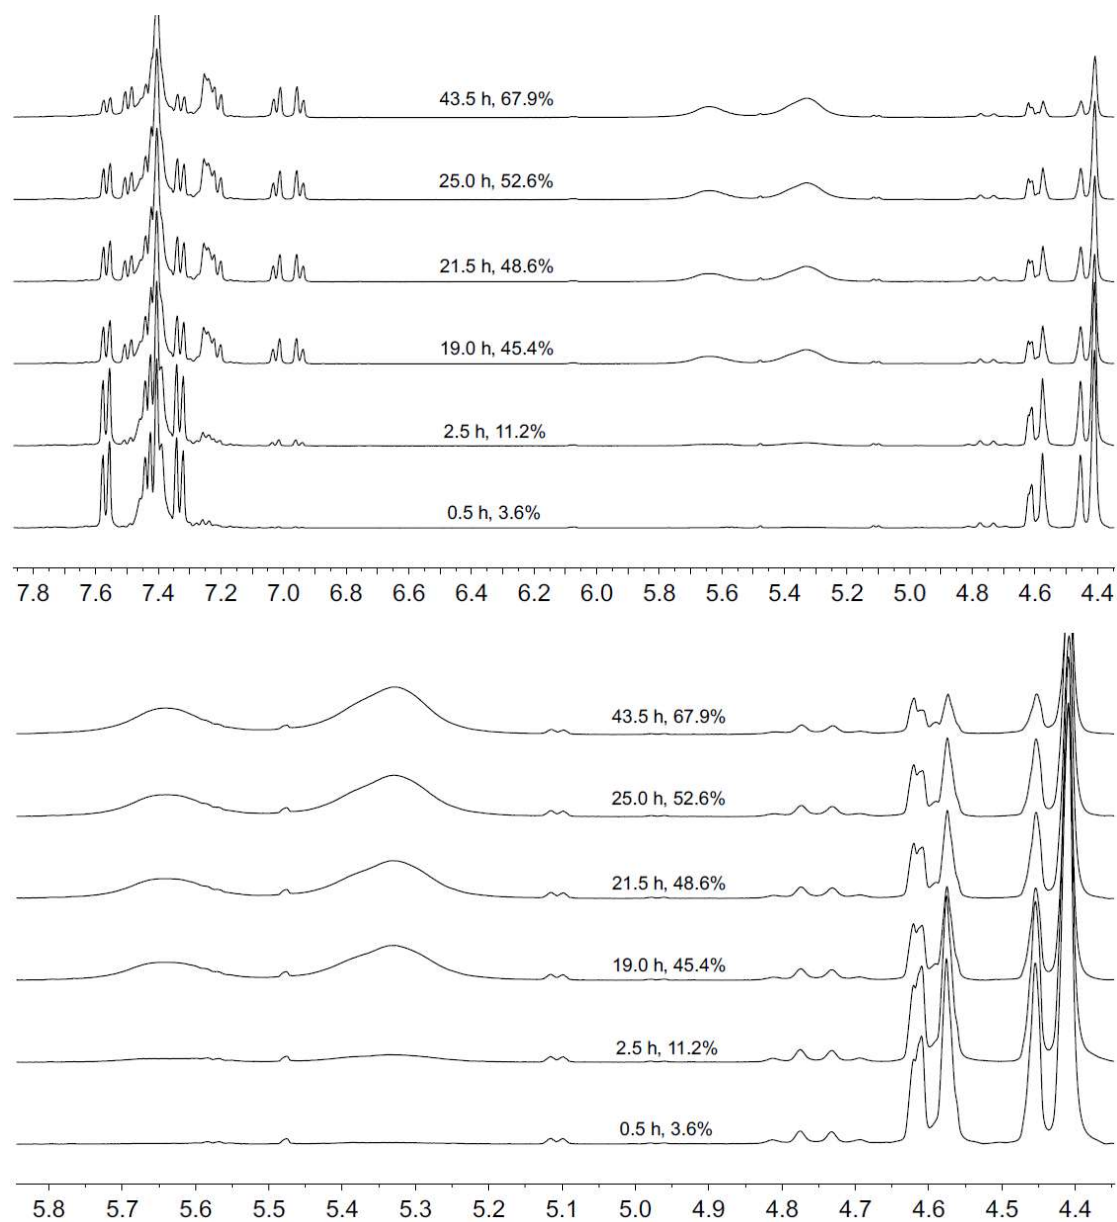 43.5 h, 67.9%
25.0 h, 52.6%
21.5 h, 48.6%
19.0 h, 45.4%
2.5 h, 11.2%
0.5 h, 3.6%
7.8 7.6 7.4 7.2 7.0 6.8 6.6 6.4 6.2 6.0 5.8 5.6 5.4 5.2 5.0 4.8 4.6 4.4
43.5 h, 67.9%
25.0 h, 52.6%
21.5 h, 48.6%
19.0 h, 45.4%
2.5 h, 11.2%
0.5 h, 3.6%
5.8 5.7 5.6 5.5 5.4 5.3 5.2 5.1 5.0 4.9 4.8 4.7 4.6 4.5 4.4